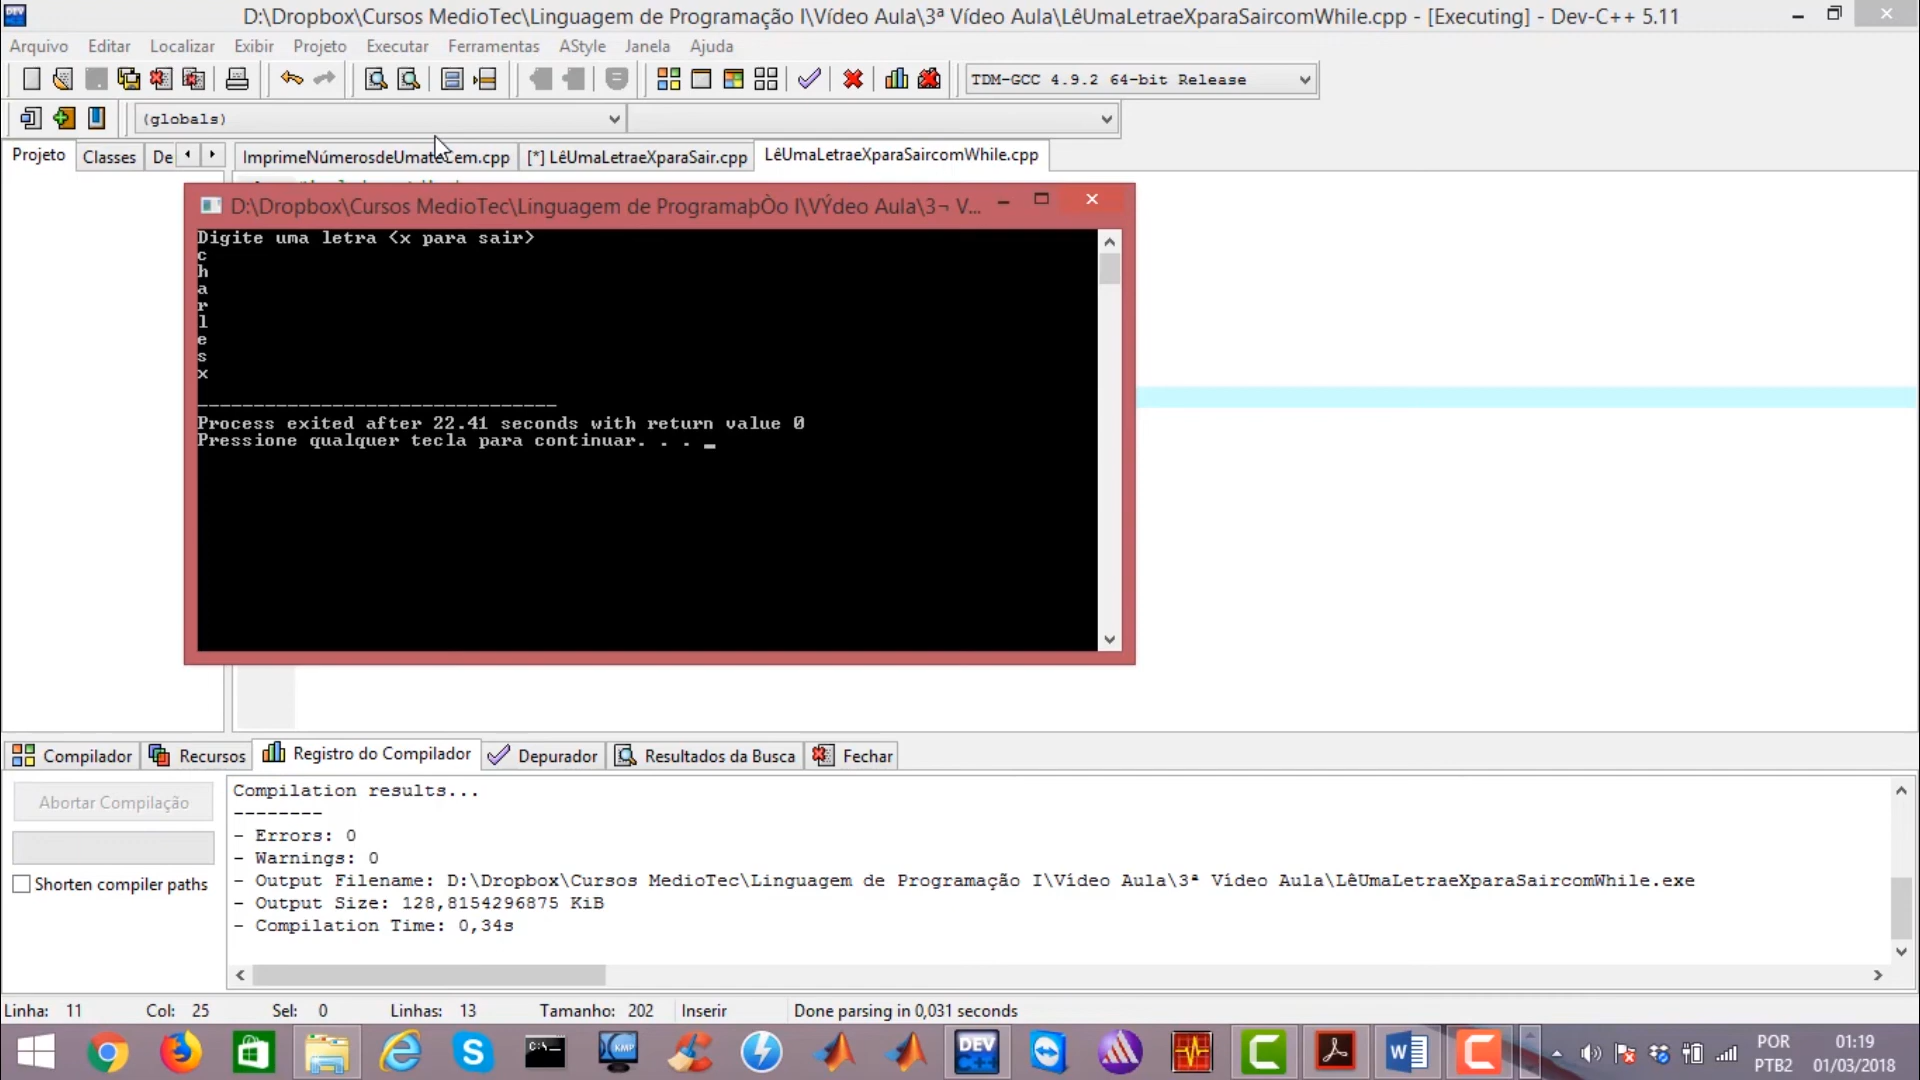 D:\Dropbox\Cursos MedioTec\Linguagem de Programação I\Vídeo Aula\3ª Vídeo Aula\LêUmaLetraeXparaSaircomWhile.cpp - [Executing] - Dev-C++ 5.11
Arquivo Editar Localizar Exibir Projeto Executar Ferramentas AStyle Janela Ajuda
TDM-GCC 4.9.2 64-bit Release
(globals)
Projeto Classes De ImprimeNúmerosdeUmateCem.cpp [*] LêUmaLetraeXparaSair.cpp LêUmaLetraeXparaSaircomWhile.cpp
D:\Dropbox\Cursos MedioTec\Linguagem de ProgramaþÒo I\VÝdeo Aula\3¬ V...
Digite uma letra <x para sair>
c
h
a
r
l
e
s
x
--------------------------------
Process exited after 22.41 seconds with return value 0
Pressione qualquer tecla para continuar. . . _
Compilador Recursos Registro do Compilador Depurador Resultados da Busca Fechar
Abortar Compilação
Shorten compiler paths
Compilation results...
--------
- Errors: 0
- Warnings: 0
- Output Filename: D:\Dropbox\Cursos MedioTec\Linguagem de Programação I\Vídeo Aula\3ª Vídeo Aula\LêUmaLetraeXparaSaircomWhile.exe
- Output Size: 128,8154296875 KiB
- Compilation Time: 0,34s
Linha: 11 Col: 25 Sel: 0 Linhas: 13 Tamanho: 202 Inserir Done parsing in 0,031 seconds
POR 01:19
PTB2 01/03/2018